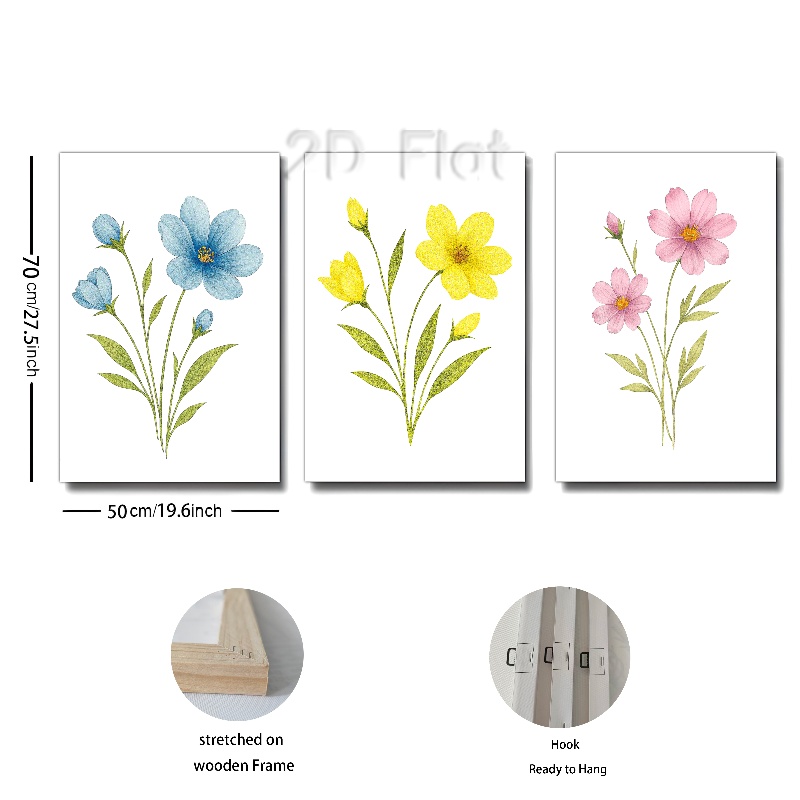 2D Flat
70 cm/27.5inch
50 cm/19.6inch
stretched on
wooden Frame
Hook
Ready to Hang